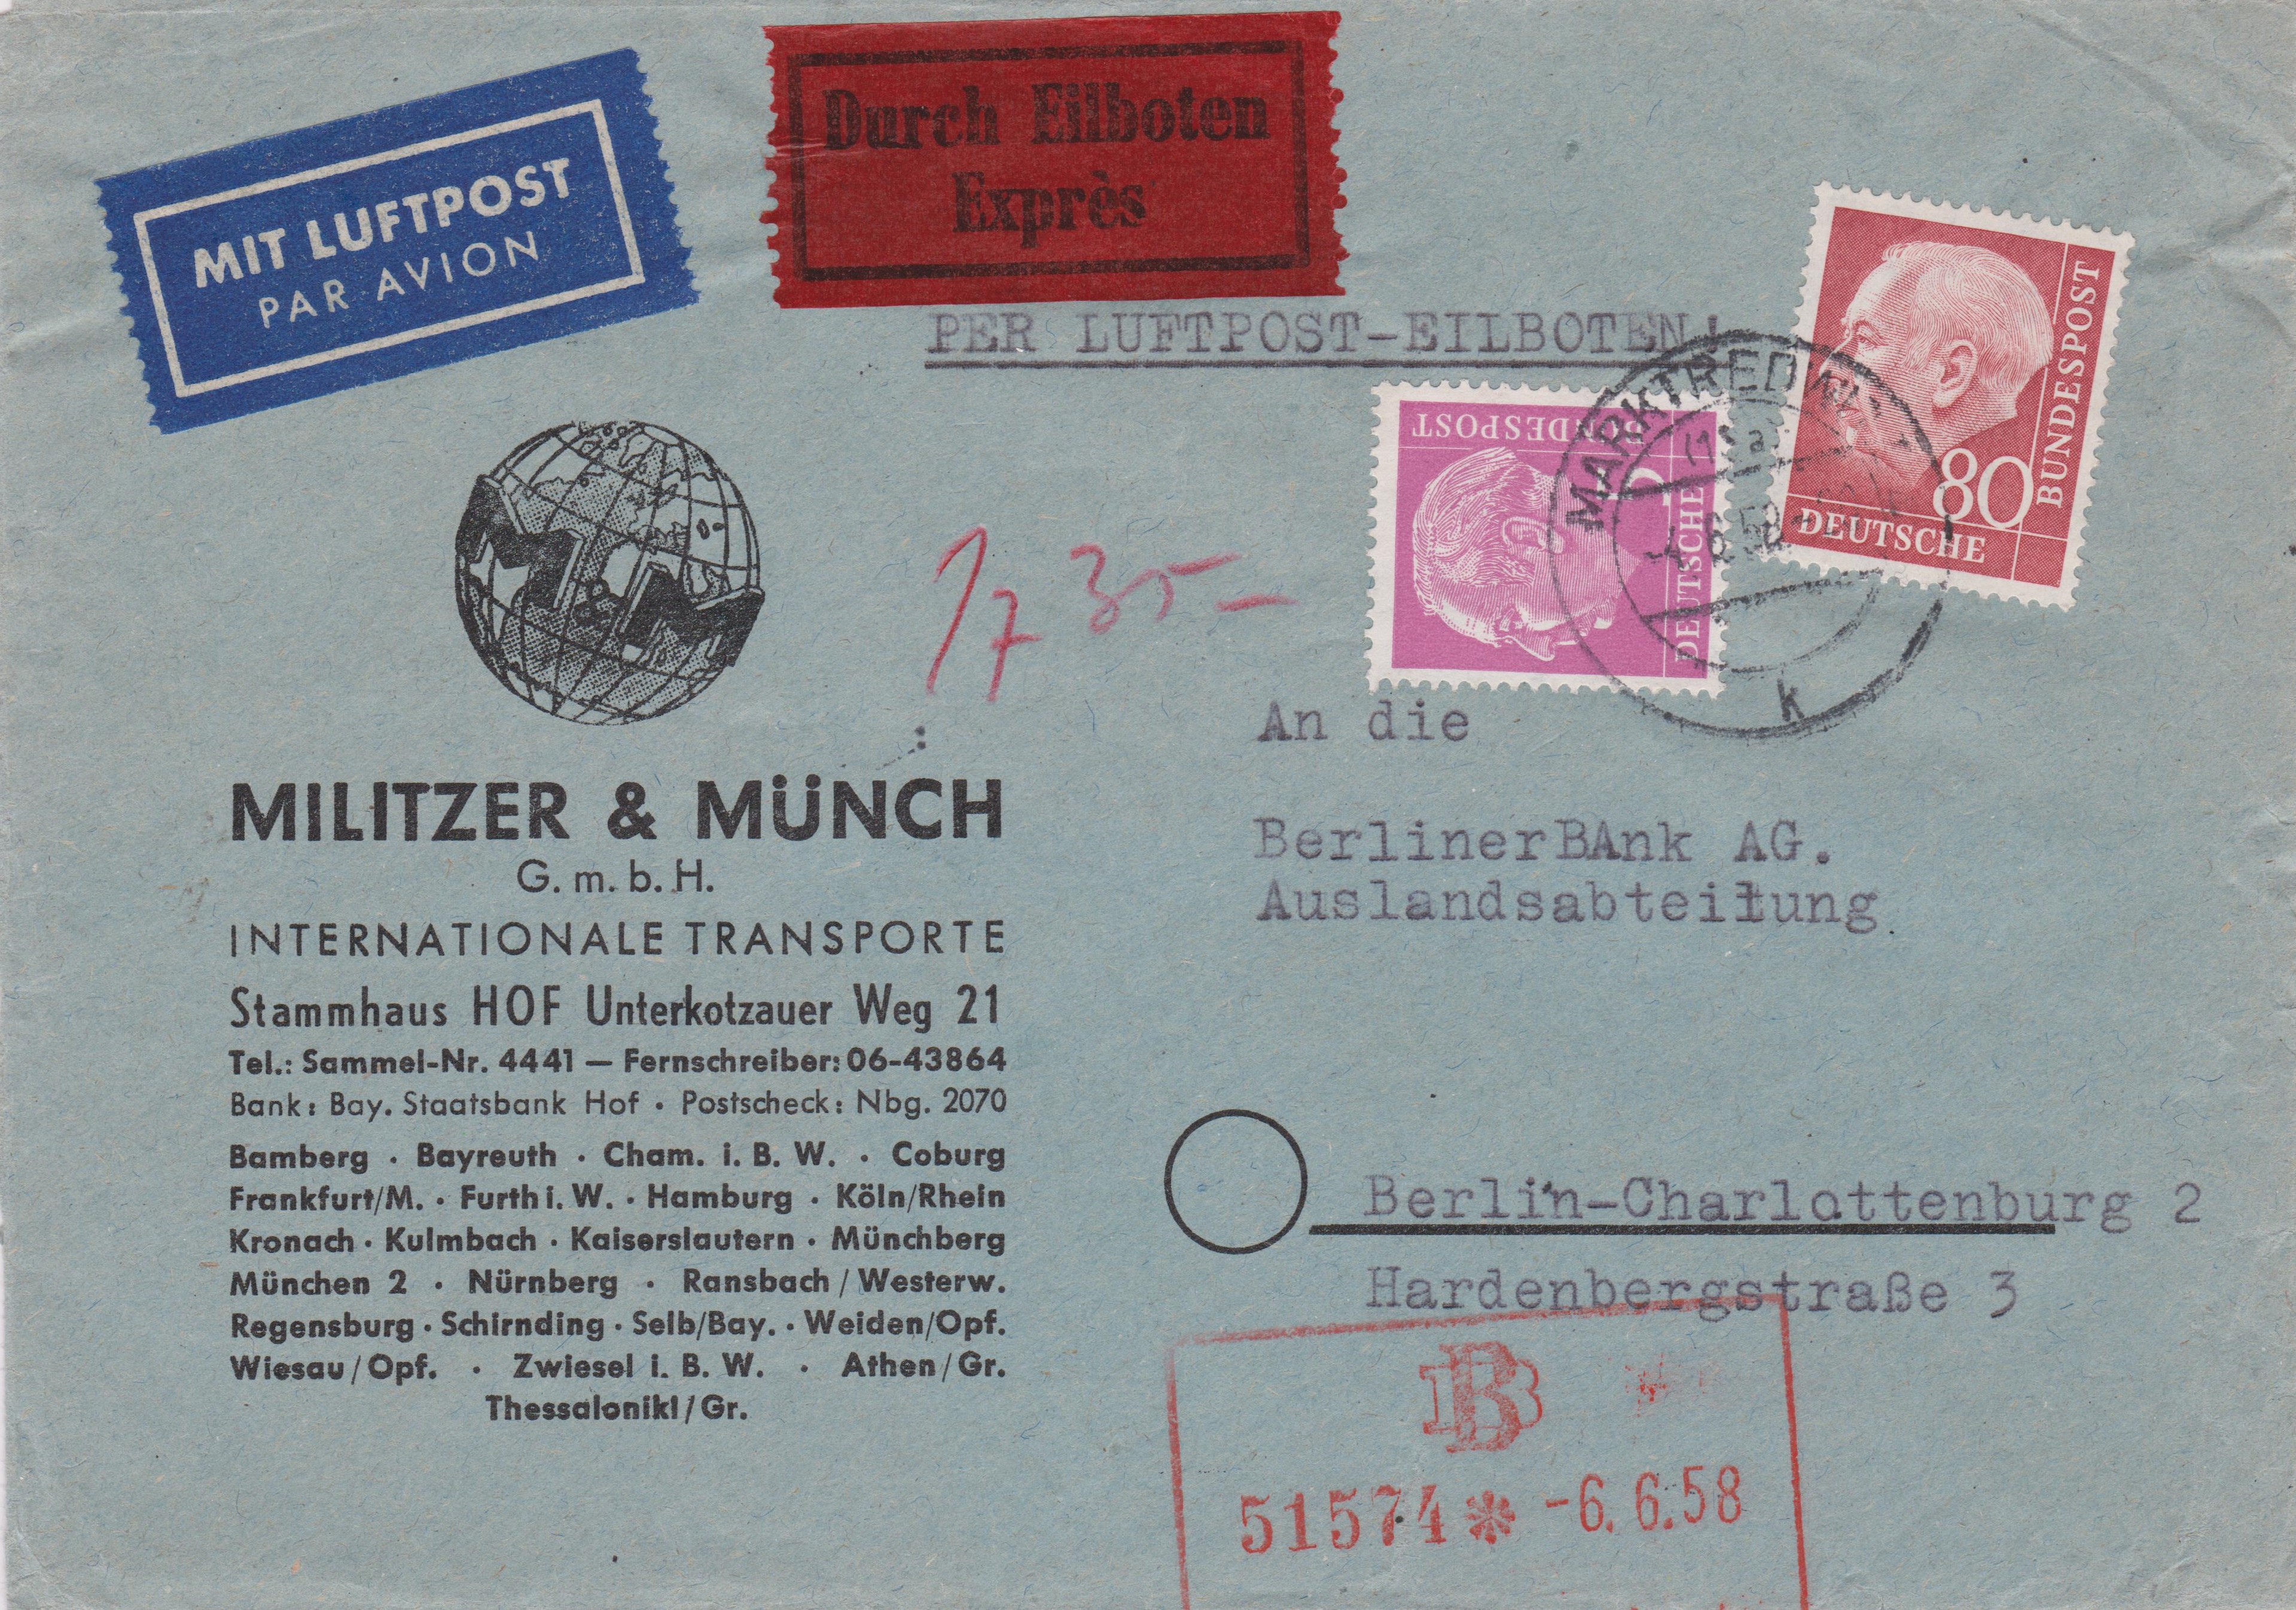 MIT LUFTPOST
PAR AVION
Durch Eilboten
Exprès
PER LUFTPOST-EILBOTEN!
80
DEUTSCHE
BUNDESPOST
5
DEUTSCHE
BUNDESPOST
MARKTREDW
k
M M
MILITZER & MÜNCH
G. m. b. H.
INTERNATIONALE TRANSPORTE
Stammhaus HOF Unterkotzauer Weg 21
Tel.: Sammel-Nr. 4441 — Fernschreiber: 06-43864
Bank: Bay. Staatsbank Hof · Postscheck: Nbg. 2070
Bamberg · Bayreuth · Cham. i. B. W. · Coburg
Frankfurt/M. · Furth i. W. · Hamburg · Köln/Rhein
Kronach · Kulmbach · Kaiserslautern · Münchberg
München 2 · Nürnberg · Ransbach / Westerw.
Regensburg · Schirnding · Selb/Bay. · Weiden/Opf.
Wiesau / Opf. · Zwiesel i. B. W. · Athen / Gr.
Thessaloniki / Gr.
An die
BerlinerBAnk AG.
Auslandsabteilung
Berlin-Charlottenburg 2
Hardenbergstraße 3
BB
51574* -6. 6. 58